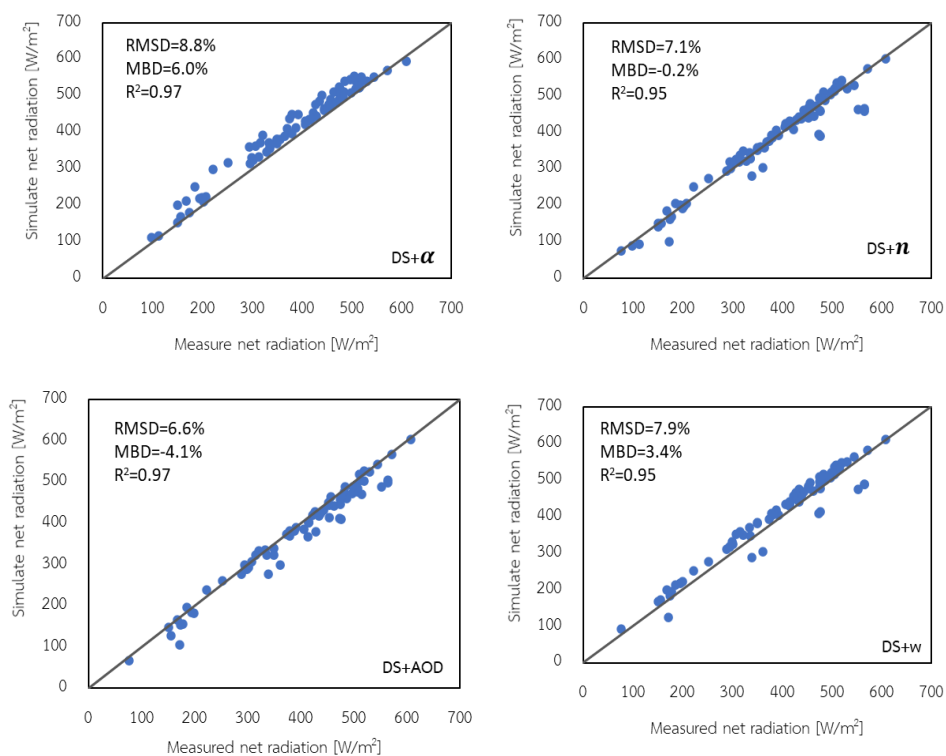 Simulate net radiation [W/m²]
700
600
500
400
300
200
100
0
RMSD=8.8%
MBD=6.0%
R²=0.97
DS+α
0 100 200 300 400 500 600 700
Measure net radiation [W/m²]
Simulate net radiation [W/m²]
700
600
500
400
300
200
100
0
RMSD=7.1%
MBD=-0.2%
R²=0.95
DS+n
0 100 200 300 400 500 600 700
Measured net radiation [W/m²]
Simulate net radiation [W/m²]
700
600
500
400
300
200
100
0
RMSD=6.6%
MBD=-4.1%
R²=0.97
DS+AOD
0 100 200 300 400 500 600 700
Measured net radiation [W/m²]
Simulate net radiation [W/m²]
700
600
500
400
300
200
100
0
RMSD=7.9%
MBD=3.4%
R²=0.95
DS+w
0 100 200 300 400 500 600 700
Measured net radiation [W/m²]